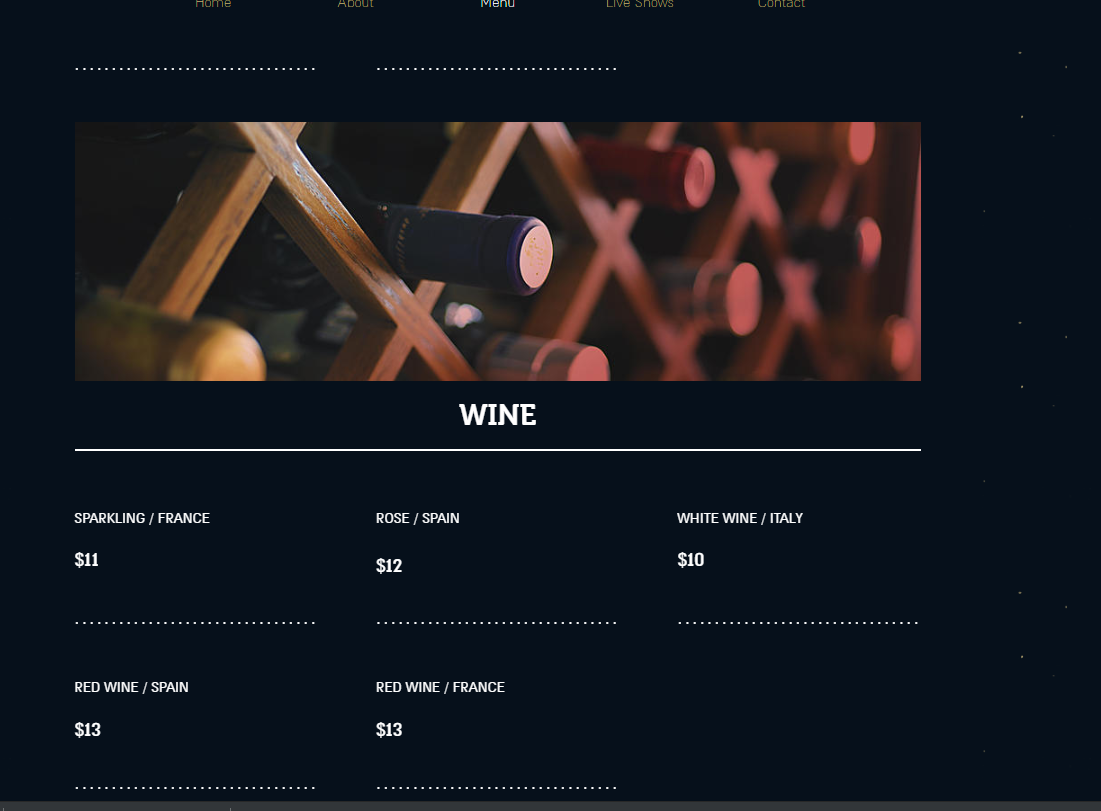 Home About Menu Live Shows Contact
WINE
SPARKLING / FRANCE
$11
ROSE / SPAIN
$12
WHITE WINE / ITALY
$10
RED WINE / SPAIN
$13
RED WINE / FRANCE
$13